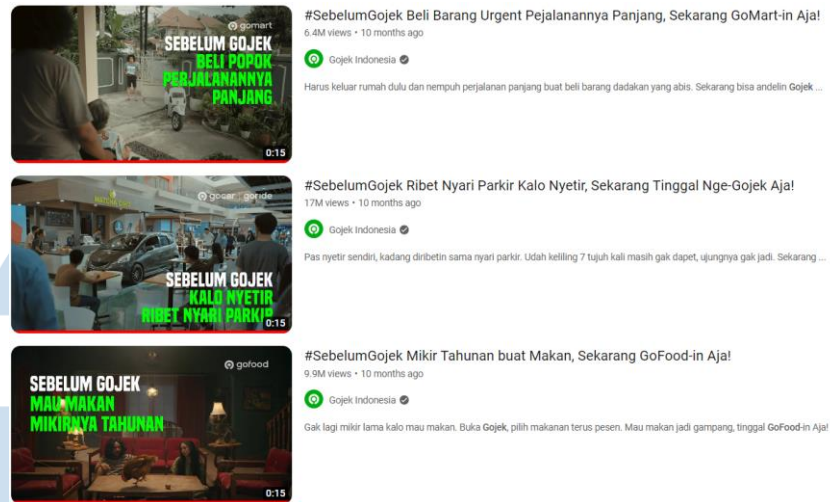 gomart
SEBELUM GOJEK
BELI POPOK
PERJALANANNYA
PANJANG
0:15
#SebelumGojek Beli Barang Urgent Pejalanannya Panjang, Sekarang GoMart-in Aja!
6.4M views • 10 months ago
Gojek Indonesia
Harus keluar rumah dulu dan nempuh perjalanan panjang buat beli barang dadakan yang abis. Sekarang bisa andelin Gojek ...
gocar goride
SEBELUM GOJEK
KALO NYETIR
RIBET NYARI PARKIR
0:15
#SebelumGojek Ribet Nyari Parkir Kalo Nyetir, Sekarang Tinggal Nge-Gojek Aja!
17M views • 10 months ago
Gojek Indonesia
Pas nyetir sendiri, kadang diribetin sama nyari parkir. Udah keliling 7 tujuh kali masih gak dapet, ujungnya gak jadi. Sekarang ...
gofood
SEBELUM GOJEK
MAU MAKAN
MIKIRNYA TAHUNAN
0:15
#SebelumGojek Mikir Tahunan buat Makan, Sekarang GoFood-in Aja!
9.9M views • 10 months ago
Gojek Indonesia
Gak lagi mikir lama kalo mau makan. Buka Gojek, pilih makanan terus pesen. Mau makan jadi gampang, tinggal GoFood-in Aja!